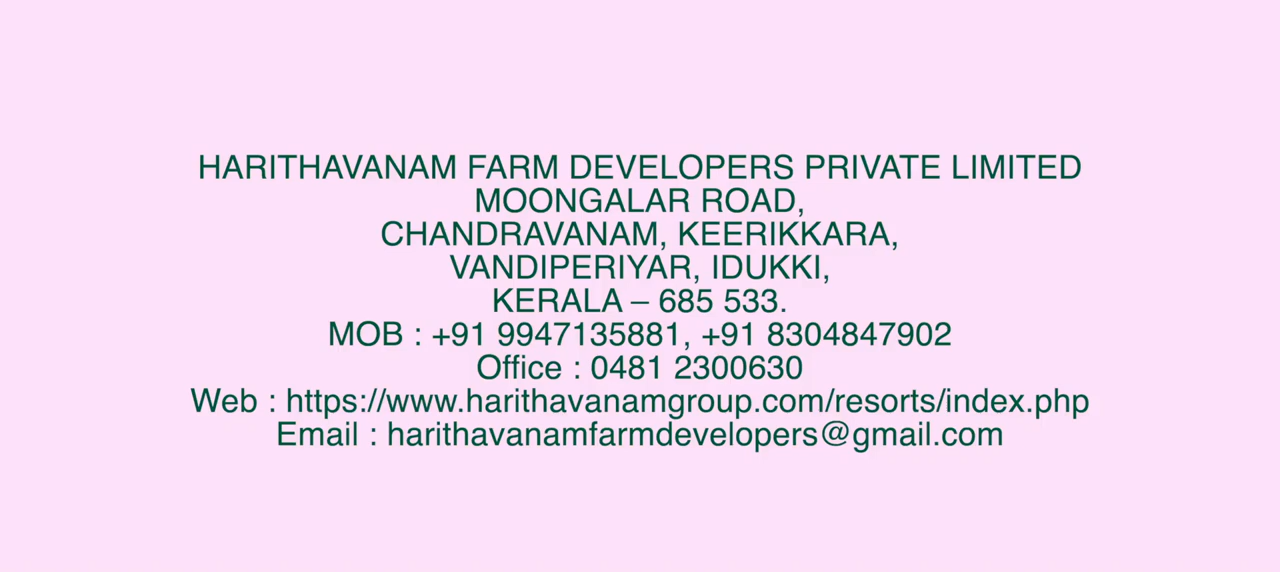 HARITHAVANAM FARM DEVELOPERS PRIVATE LIMITED
MOONGALAR ROAD,
CHANDRAVANAM, KEERIKKARA,
VANDIPERIYAR, IDUKKI,
KERALA – 685 533.
MOB : +91 9947135881, +91 8304847902
Office : 0481 2300630
Web : https://www.harithavanamgroup.com/resorts/index.php
Email : harithavanamfarmdevelopers@gmail.com